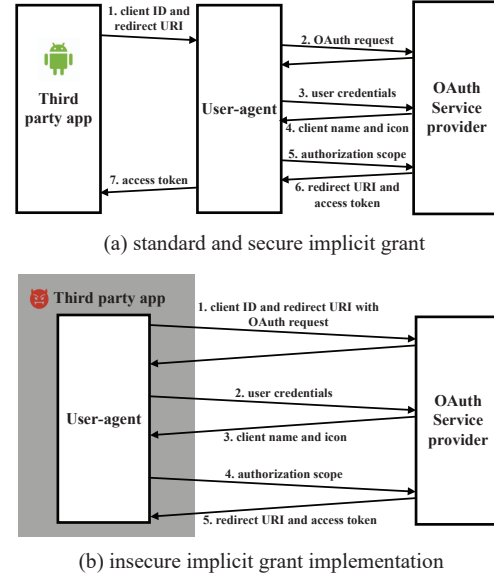 1. client ID and
redirect URI
2. OAuth request
Third
party app
User-agent
3. user credentials
OAuth
Service
provider
4. client name and icon
5. authorization scope
7. access token
6. redirect URI and
access token
(a) standard and secure implicit grant
Third party app
1. client ID and redirect URI with
OAuth request
User-agent
2. user credentials
OAuth
Service
provider
3. client name and icon
4. authorization scope
5. redirect URI and access token
(b) insecure implicit grant implementation